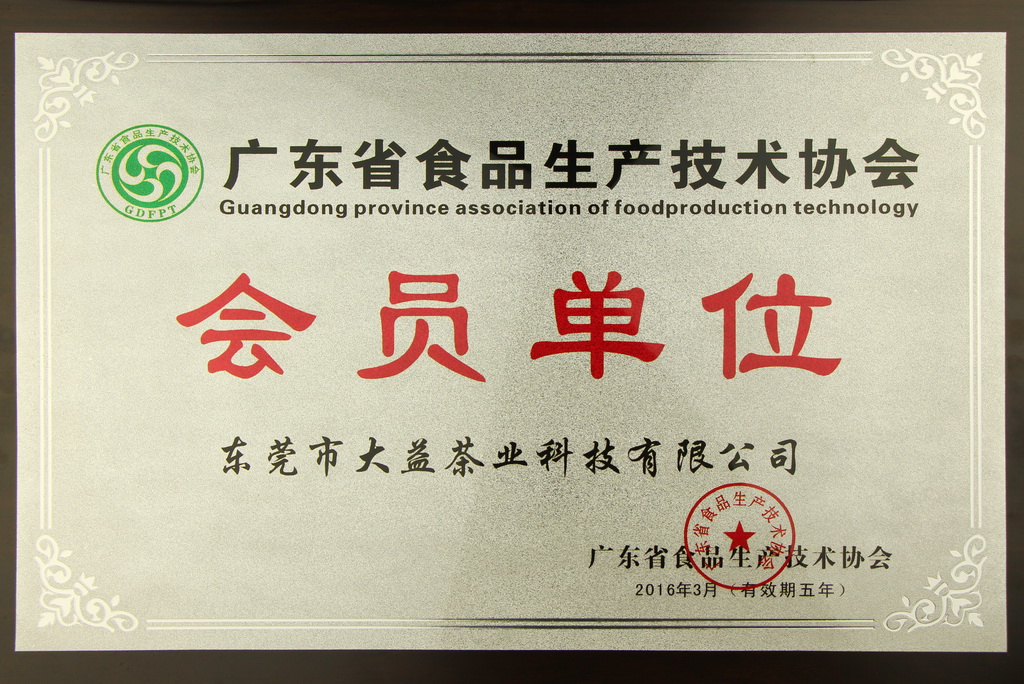 广东省食品生产技术协会
GDFPT
广东省食品生产技术协会
Guangdong province association of foodproduction technology
会员单位
东莞市大益茶业科技有限公司
广东省食品生产技术协会
广东省食品生产技术协会
2016年3月（有效期五年）